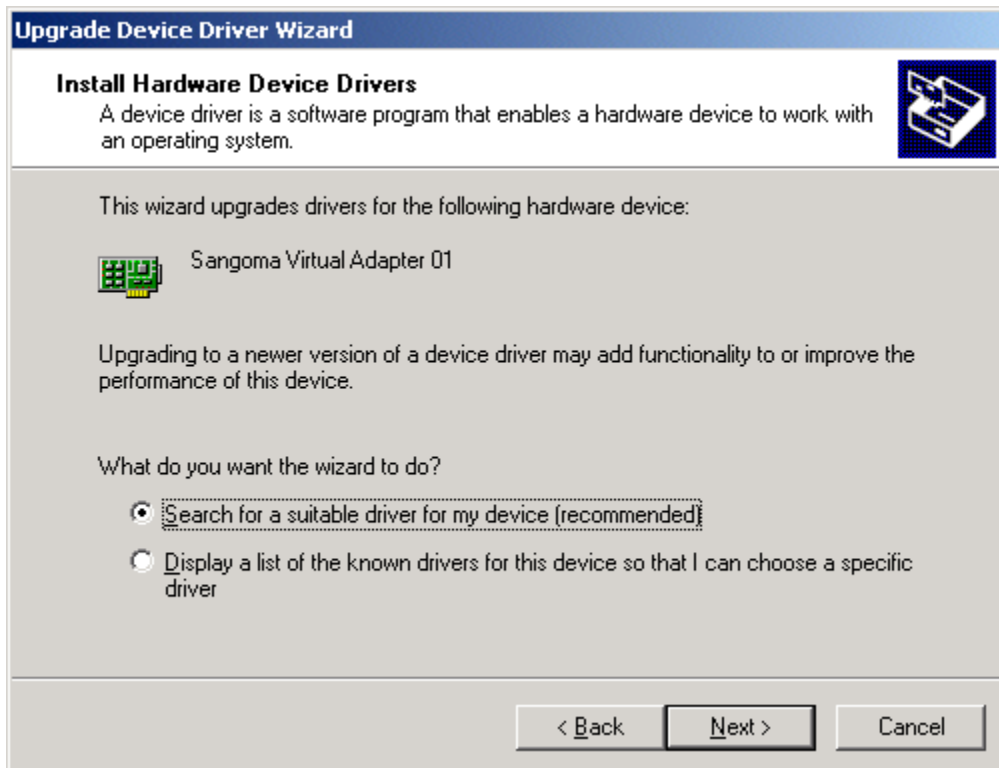 Upgrade Device Driver Wizard
Install Hardware Device Drivers
A device driver is a software program that enables a hardware device to work with
an operating system.
This wizard upgrades drivers for the following hardware device:
Sangoma Virtual Adapter 01
Upgrading to a newer version of a device driver may add functionality to or improve the
performance of this device.
What do you want the wizard to do?
Search for a suitable driver for my device (recommended)
Display a list of the known drivers for this device so that I can choose a specific
driver
< Back
Next >
Cancel